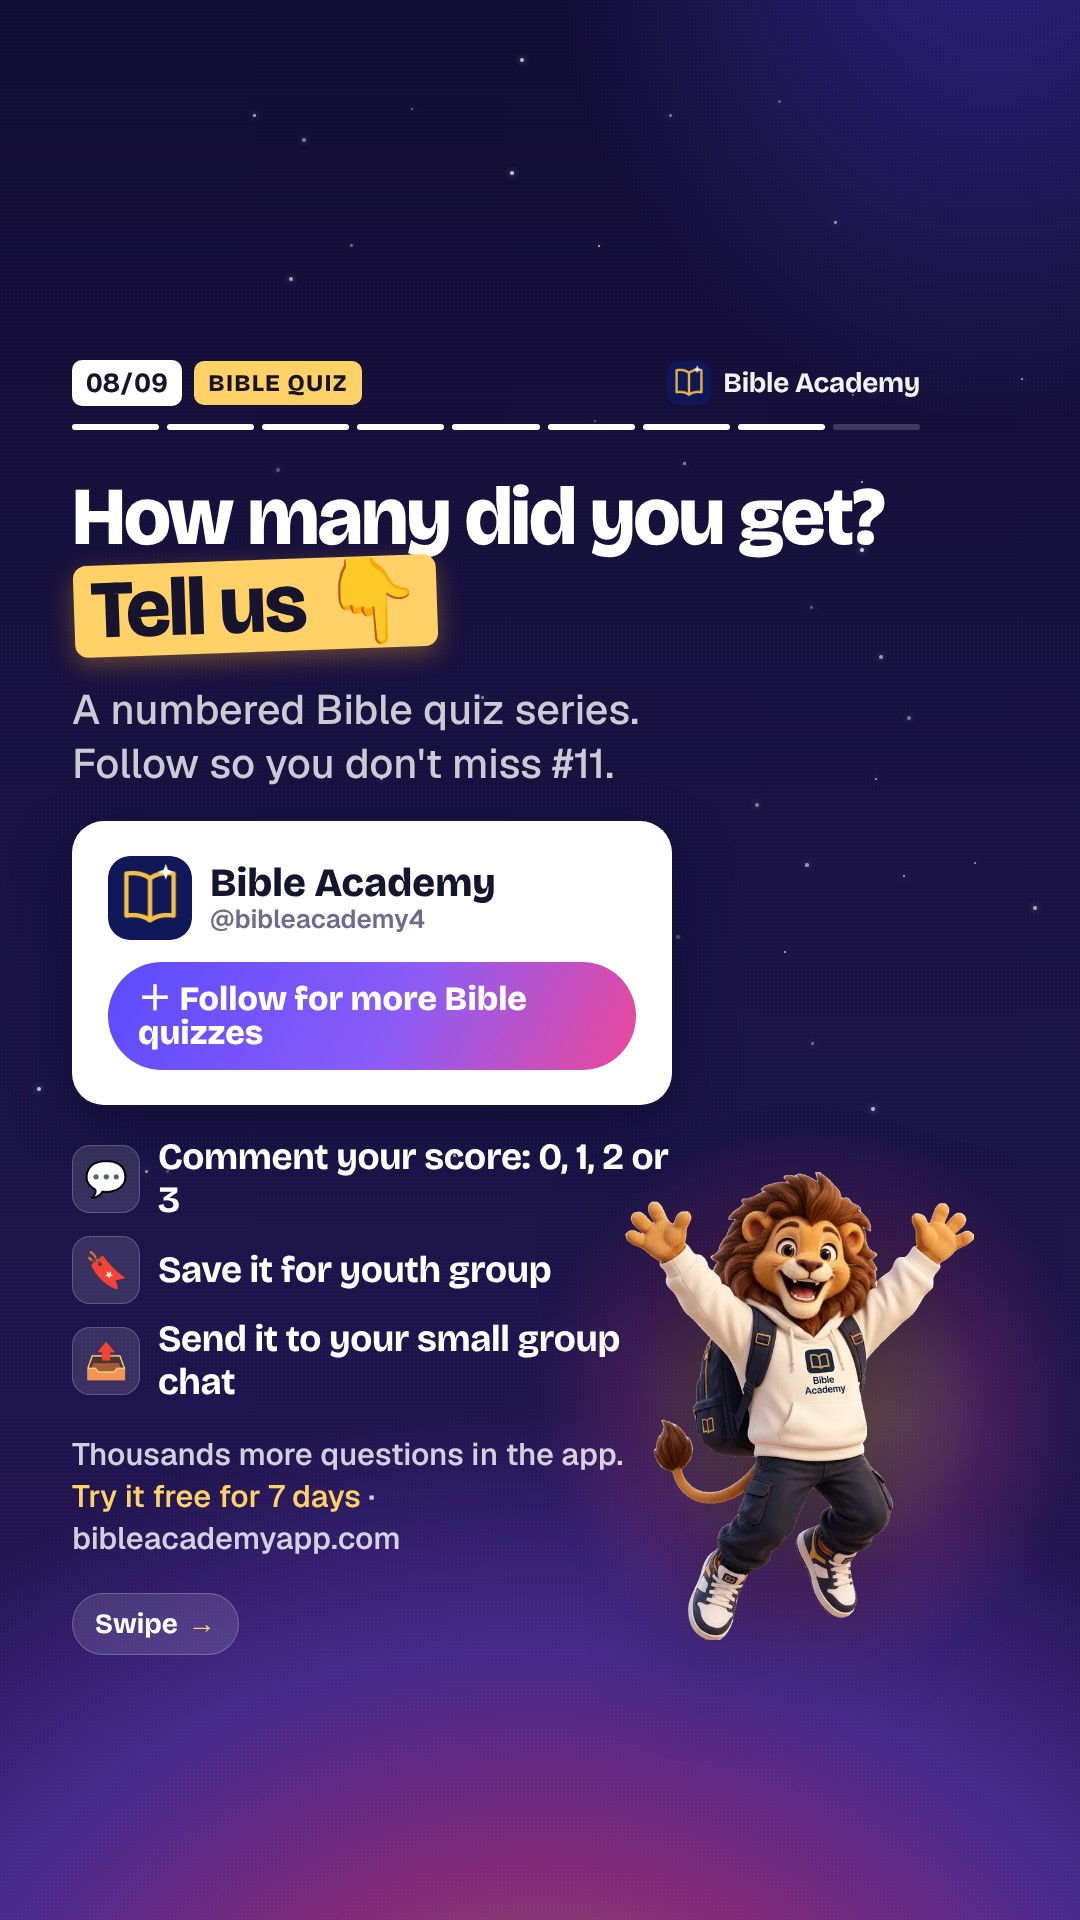 08/09 BIBLE QUIZ Bible Academy
How many did you get?
Tell us 👇
A numbered Bible quiz series.
Follow so you don't miss #11.
Bible Academy
@bibleacademy4
+ Follow for more Bible
quizzes
💬 Comment your score: 0, 1, 2 or
3
🔖 Save it for youth group
📤 Send it to your small group
chat
Bible
Academy
Thousands more questions in the app.
Try it free for 7 days ·
bibleacademyapp.com
Swipe →